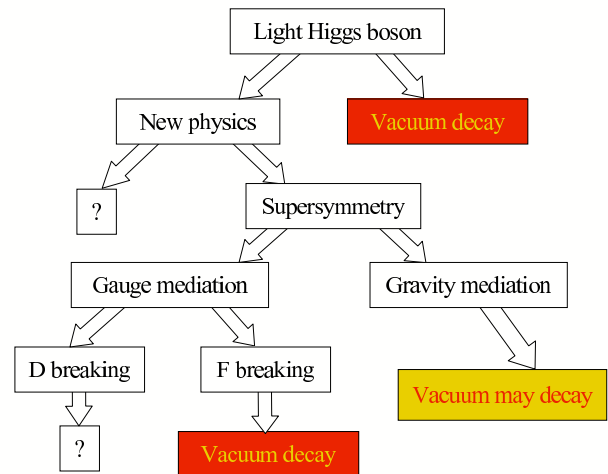 Light Higgs boson
New physics
Vacuum decay
?
Supersymmetry
Gauge mediation
Gravity mediation
D breaking
F breaking
Vacuum may decay
?
Vacuum decay